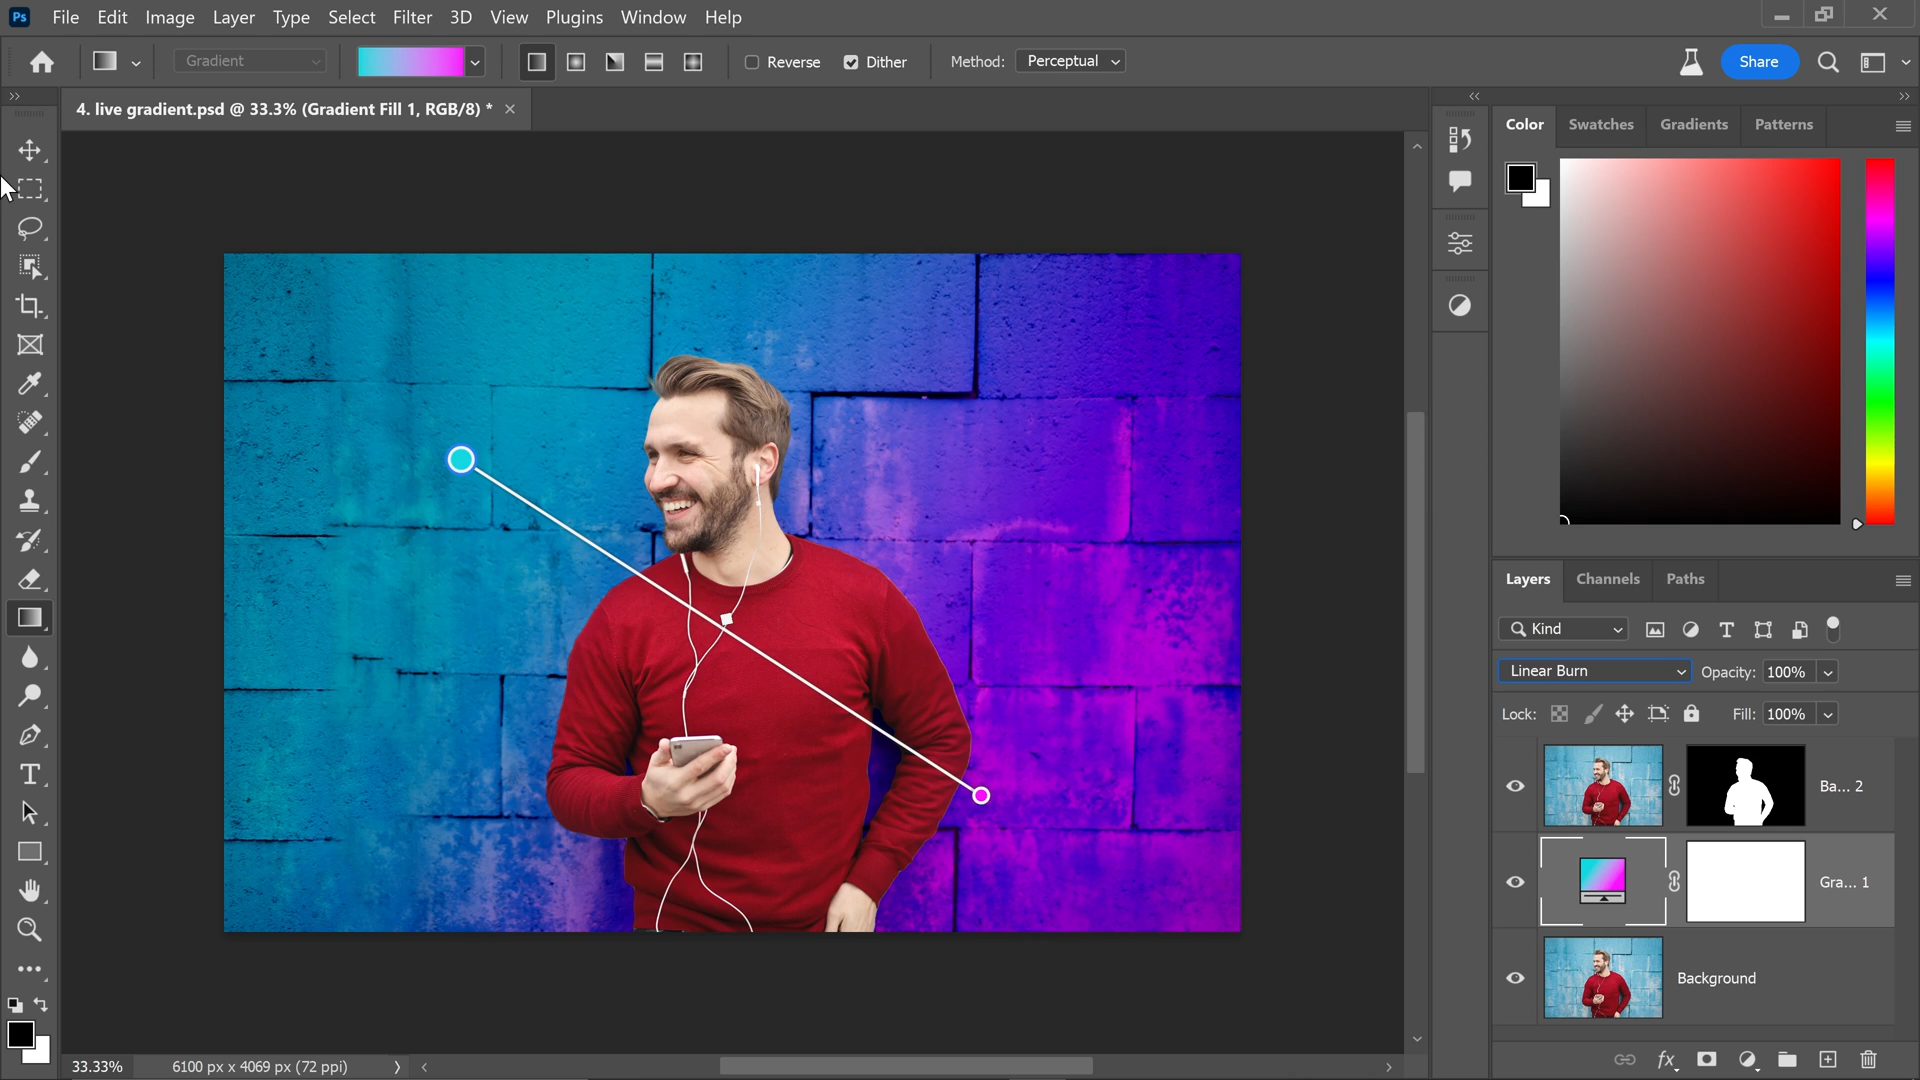 Ps File Edit Image Layer Type Select Filter 3D View Plugins Window Help
Gradient Reverse Dither Method: Perceptual Share
4. live gradient.psd @ 33.3% (Gradient Fill 1, RGB/8) *
Color Swatches Gradients Patterns
Layers Channels Paths
Kind
Linear Burn Opacity: 100%
Lock: Fill: 100%
Ba... 2
Gra... 1
Background
33.33% 6100 px x 4069 px (72 ppi)